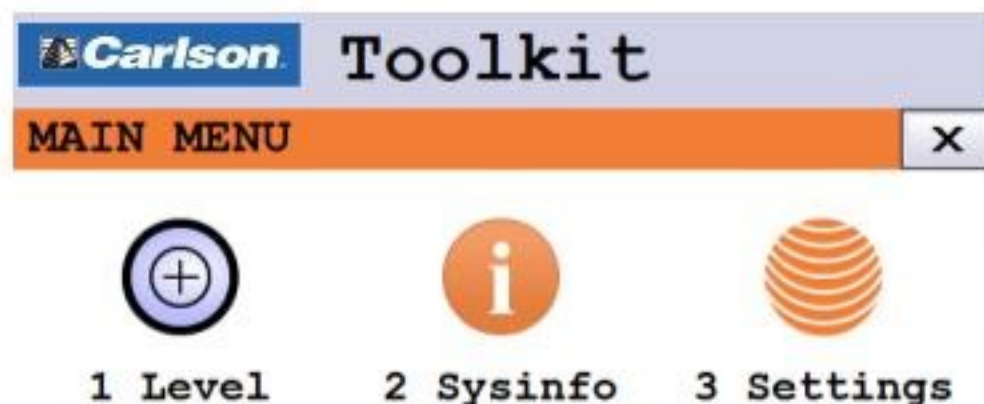 Carlson. Toolkit
MAIN MENU X
i
1 Level 2 Sysinfo 3 Settings